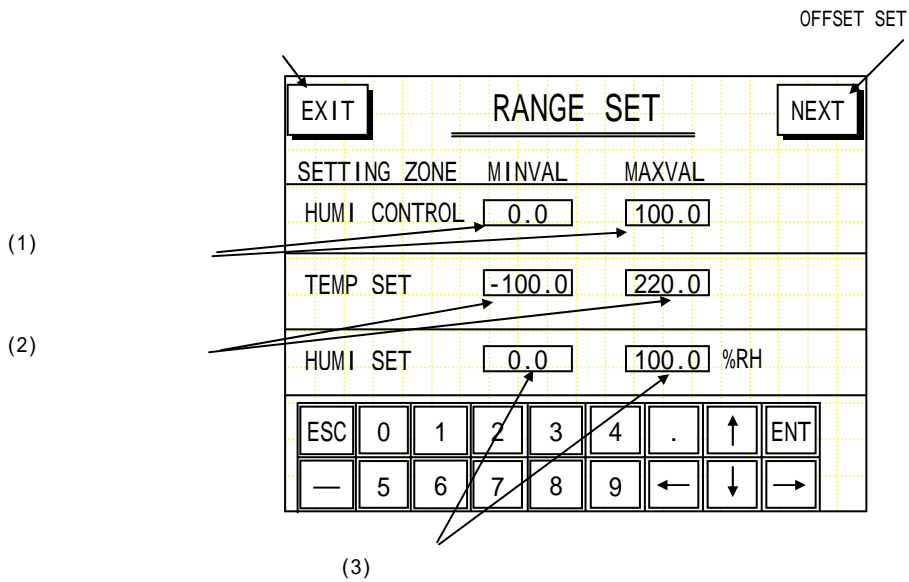 OFFSET SET
EXIT RANGE SET NEXT
SETTING ZONE MINVAL MAXVAL
HUMI CONTROL 0.0 100.0
(1)
TEMP SET -100.0 220.0
(2)
HUMI SET 0.0 100.0 %RH
ESC 0 1 2 3 4 . ↑ ENT
— 5 6 7 8 9 ← ↓ →
(3)